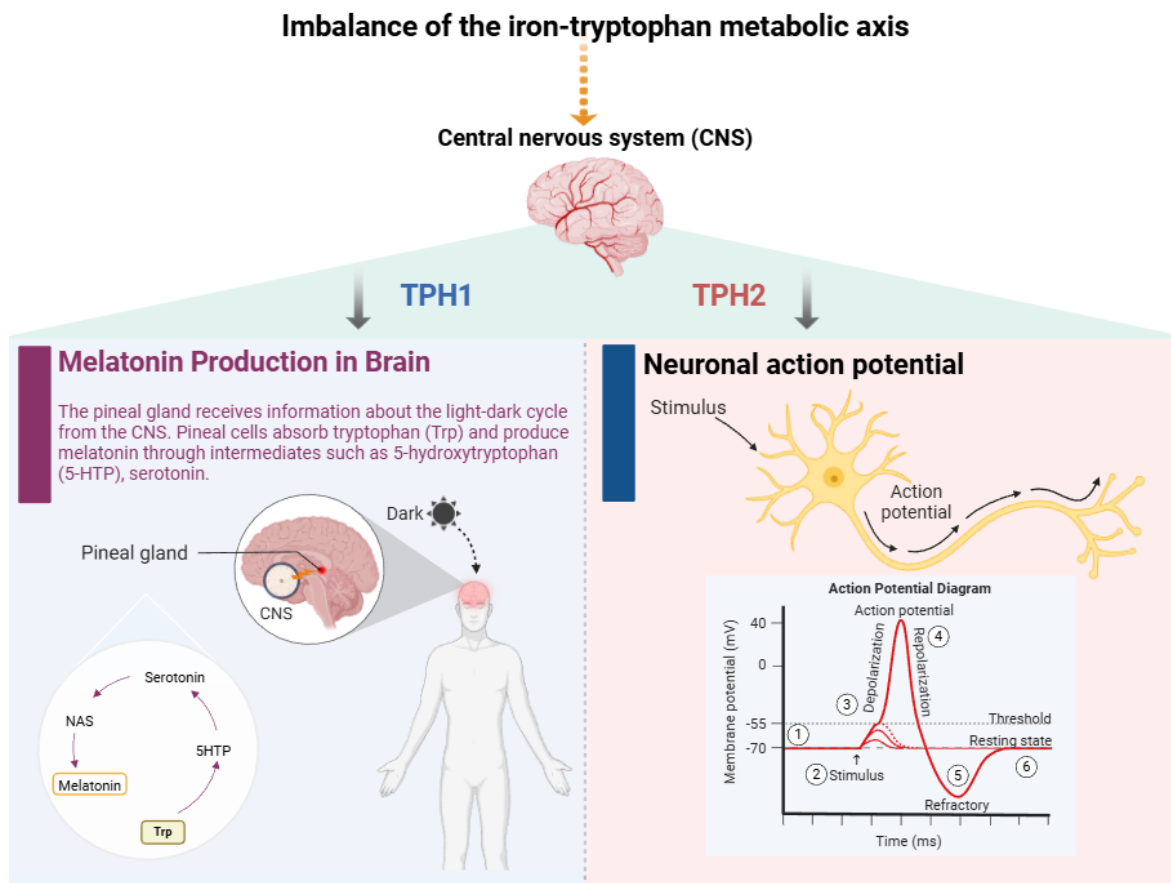 Imbalance of the iron-tryptophan metabolic axis
Central nervous system (CNS)
TPH1
TPH2
Melatonin Production in Brain
The pineal gland receives information about the light-dark cycle
from the CNS. Pineal cells absorb tryptophan (Trp) and produce
melatonin through intermediates such as 5-hydroxytryptophan
(5-HTP), serotonin.
Dark
Pineal gland
CNS
Serotonin
NAS
5HTP
Melatonin
Trp
Neuronal action potential
Stimulus
Action
potential
Action Potential Diagram
Action potential
Membrane potential (mV)
40
0
-55
-70
Depolarization
Repolarization
4
3
Threshold
1
Resting state
2
Stimulus
5
6
Refractory
Time (ms)